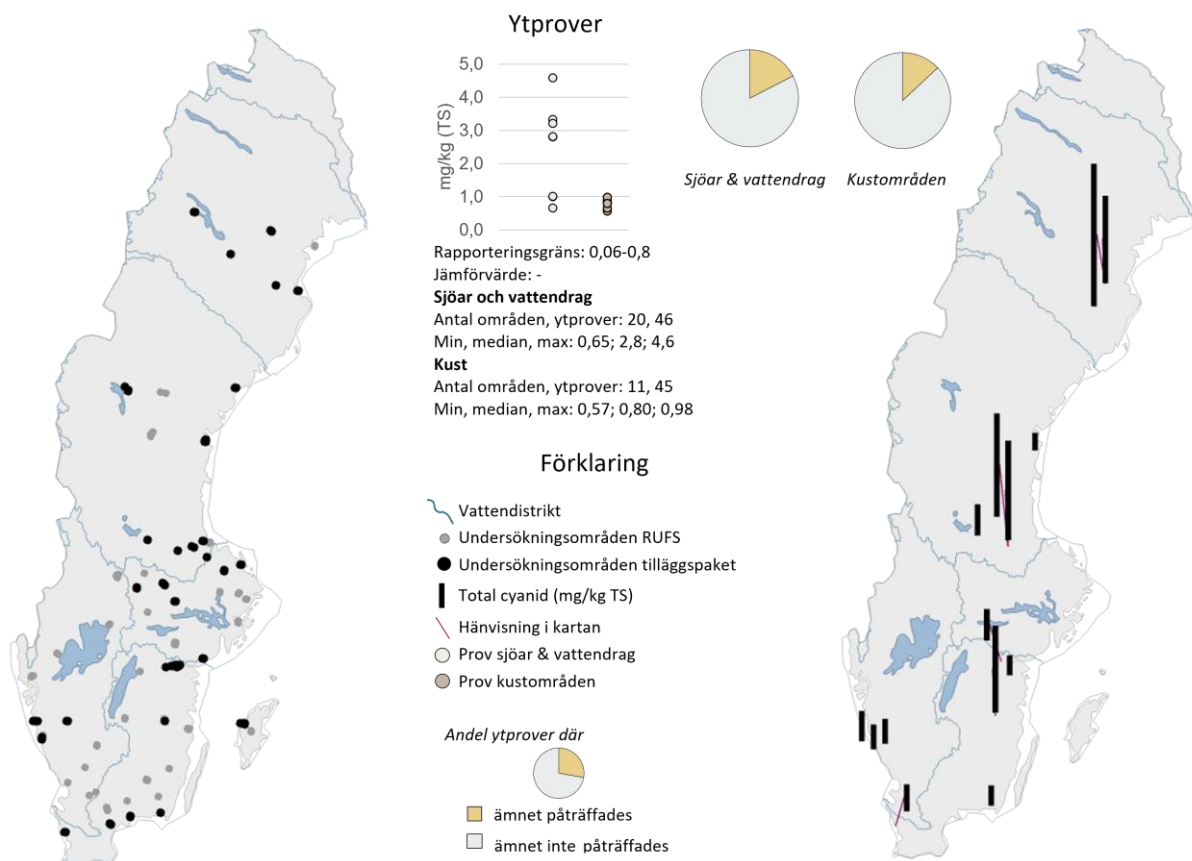 Ytprover
5,0
4,0
3,0
2,0
1,0
0,0
mg/kg (TS)
Sjöar & vattendrag
Kustområden
Rapporteringsgräns: 0,06-0,8
Jämförvärde: -
Sjöar och vattendrag
Antal områden, ytprover: 20, 46
Min, median, max: 0,65; 2,8; 4,6
Kust
Antal områden, ytprover: 11, 45
Min, median, max: 0,57; 0,80; 0,98
Förklaring
Vattendistrikt
Undersökningsområden RUFS
Undersökningsområden tilläggspaket
Total cyanid (mg/kg TS)
Hänvisning i kartan
Prov sjöar & vattendrag
Prov kustområden
Andel ytprover där
ämnet påträffades
ämnet inte påträffades